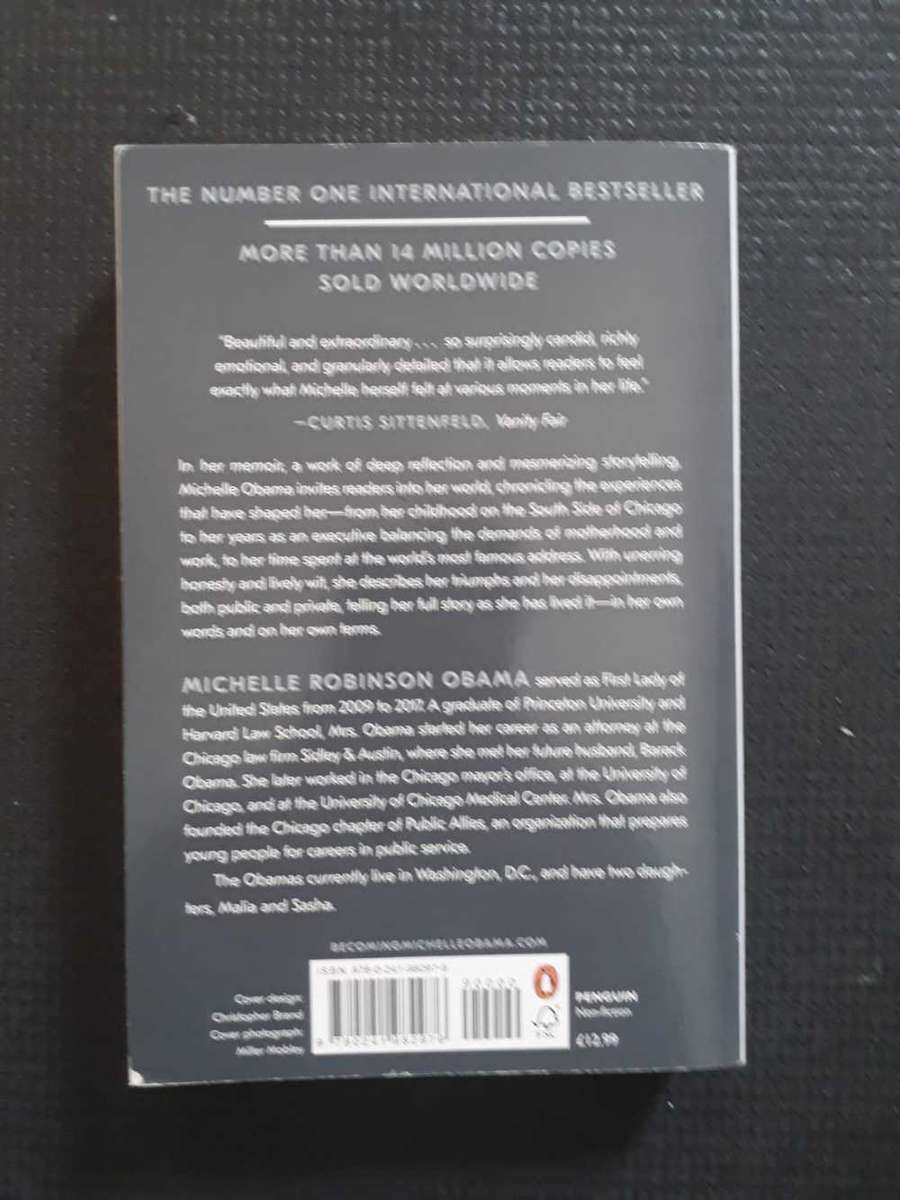 THE NUMBER ONE INTERNATIONAL BESTSELLER
MORE THAN 14 MILLION COPIES
SOLD WORLDWIDE
"Beautiful and extraordinary . . . so surprisingly candid, richly
emotional, and granularly detailed that it allows readers to feel
exactly what Michelle herself felt at various moments in her life."
—CURTIS SITTENFELD, Vanity Fair
In her memoir, a work of deep reflection and mesmerizing storytelling,
Michelle Obama invites readers into her world, chronicling the experiences
that have shaped her—from her childhood on the South Side of Chicago
to her years as an executive balancing the demands of motherhood and
work, to her time spent at the world's most famous address. With unerring
honesty and lively wit, she describes her triumphs and her disappointments,
both public and private, telling her full story as she has lived it—in her own
words and on her own terms.
MICHELLE ROBINSON OBAMA served as First Lady of
the United States from 2009 to 2017. A graduate of Princeton University and
Harvard Law School, Mrs. Obama started her career as an attorney at the
Chicago law firm Sidley & Austin, where she met her future husband, Barack
Obama. She later worked in the Chicago mayor's office, at the University of
Chicago, and at the University of Chicago Medical Center. Mrs. Obama also
founded the Chicago chapter of Public Allies, an organization that prepares
young people for careers in public service.
The Obamas currently live in Washington, D.C., and have two daugh-
ters, Malia and Sasha.
BECOMINGMICHELLEOBAMA.COM
ISBN
90000
Cover design:
Christopher Brand
Cover photograph:
Miller Mobley
FSC
PENGUIN
Non-fiction
£12.99